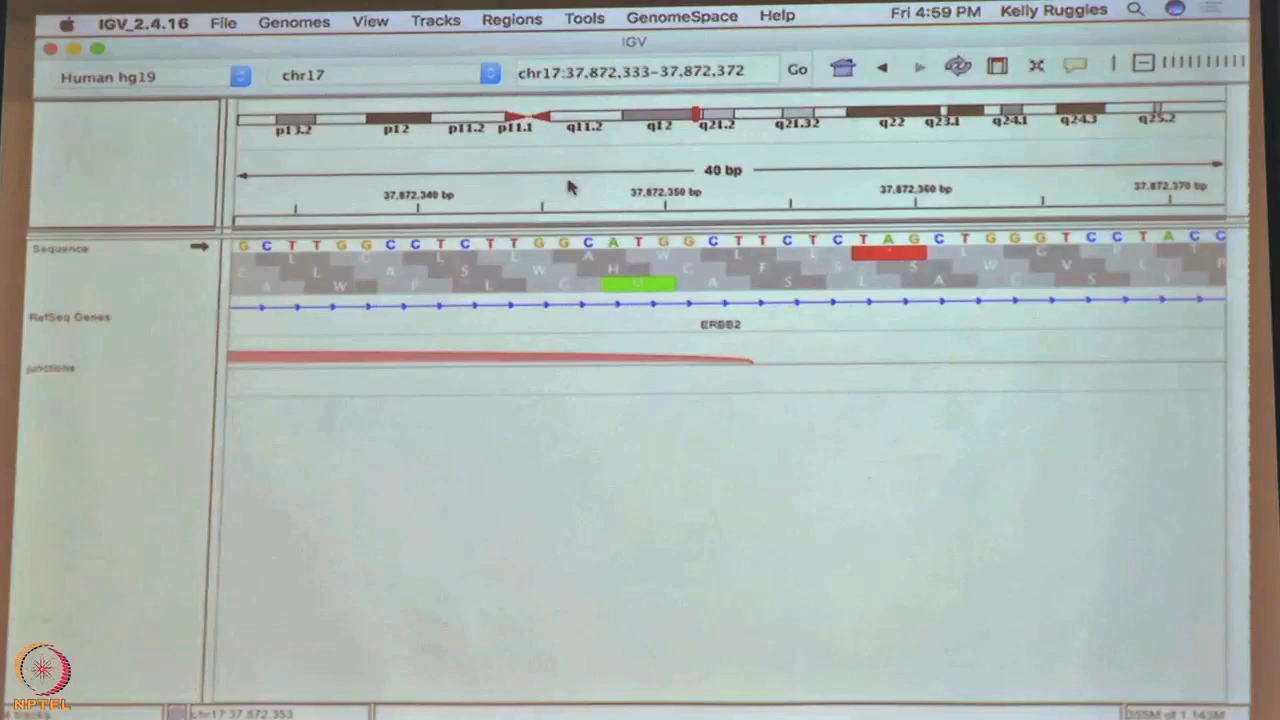 IGV_2.4.16 File Genomes View Tracks Regions Tools GenomeSpace Help Fri 4:59 PM Kelly Ruggles
IGV
Human hg19 chr17 chr17:37,872,333-37,872,372 Go
p13.2 p12 p11.2 p11.1 q11.2 q12 q21.2 q21.32 q22 q23.1 q24.1 q24.3 q25.2
40 bp
37,872,340 bp 37,872,350 bp 37,872,360 bp 37,872,370 bp
Sequence G C T T G G C C T C T T G G C A T G G C T T C T C T A G C T G G G T C C T A C C
RefSeq Genes
ERBB2
junctions
NPTEL
chr17:37,872,353